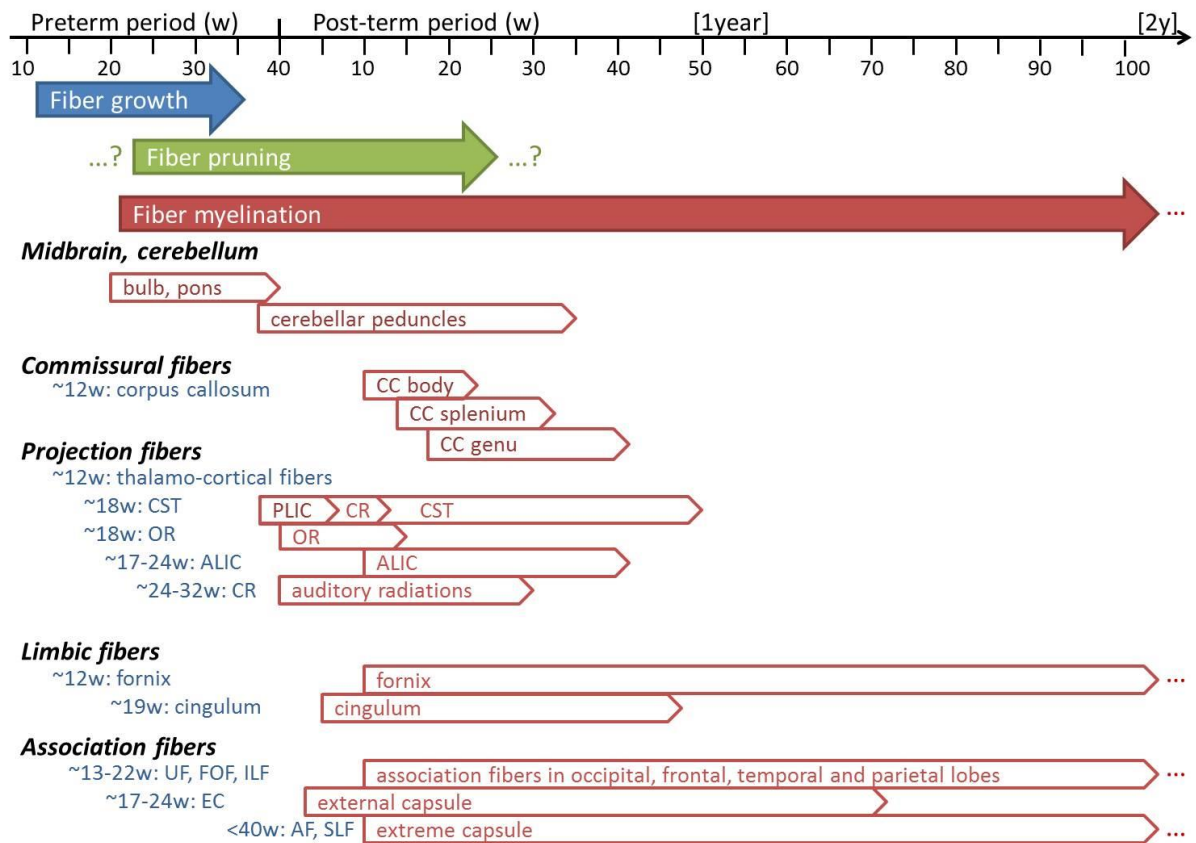 Preterm period (w) Post-term period (w) [1year] [2y]
10 20 30 40 10 20 30 40 50 60 70 80 90 100
Fiber growth
...? Fiber pruning ...?
Fiber myelination ...
Midbrain, cerebellum
bulb, pons
cerebellar peduncles
Commissural fibers
~12w: corpus callosum CC body
CC splenium
CC genu
Projection fibers
~12w: thalamo-cortical fibers
~18w: CST PLIC CR CST
~18w: OR OR
~17-24w: ALIC ALIC
~24-32w: CR auditory radiations
Limbic fibers
~12w: fornix fornix ...
~19w: cingulum cingulum
Association fibers
~13-22w: UF, FOF, ILF association fibers in occipital, frontal, temporal and parietal lobes ...
~17-24w: EC external capsule
<40w: AF, SLF extreme capsule ...